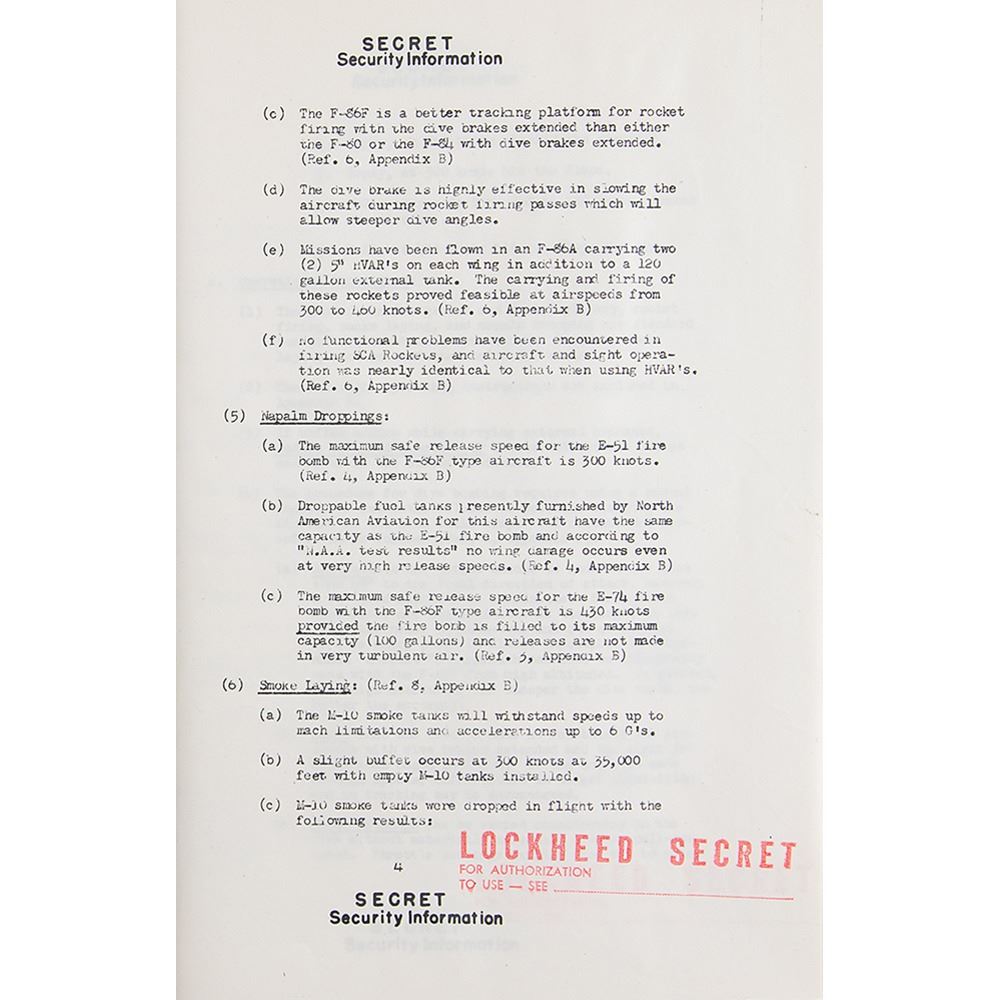 SECRET
Security Information
(c) The F-86F is a better tracking platform for rocket
firing with the dive brakes extended than either
the F-80 or the F-84 with dive brakes extended.
(Ref. 6, Appendix B)
(d) The dive brake is highly effective in slowing the
aircraft during rocket firing passes which will
allow steeper dive angles.
(e) Missions have been flown in an F-86A carrying two
(2) 5" HVAR's on each wing in addition to a 120
gallon external tank. The carrying and firing of
these rockets proved feasible at airspeeds from
300 to 460 knots. (Ref. 6, Appendix B)
(f) No functional problems have been encountered in
firing SCA Rockets, and aircraft and sight opera-
tion was nearly identical to that when using HVAR's.
(Ref. 6, Appendix B)
(5) Napalm Droppings:
(a) The maximum safe release speed for the E-51 fire
bomb with the F-86F type aircraft is 300 knots.
(Ref. 4, Appendix B)
(b) Droppable fuel tanks presently furnished by North
American Aviation for this aircraft have the same
capacity as the E-51 fire bomb and according to
"N.A.A. test results" no wing damage occurs even
at very high release speeds. (Ref. 4, Appendix B)
(c) The maximum safe release speed for the E-74 fire
bomb with the F-86F type aircraft is 430 knots
provided the fire bomb is filled to its maximum
capacity (100 gallons) and releases are not made
in very turbulent air. (Ref. 3, Appendix B)
(6) Smoke Laying: (Ref. 8, Appendix B)
(a) The M-10 smoke tanks will withstand speeds up to
mach limitations and accelerations up to 6 G's.
(b) A slight buffet occurs at 300 knots at 35,000
feet with empty M-10 tanks installed.
(c) M-10 smoke tanks were dropped in flight with the
following results:
LOCKHEED SECRET
FOR AUTHORIZATION
TO USE — SEE
4
SECRET
Security Information